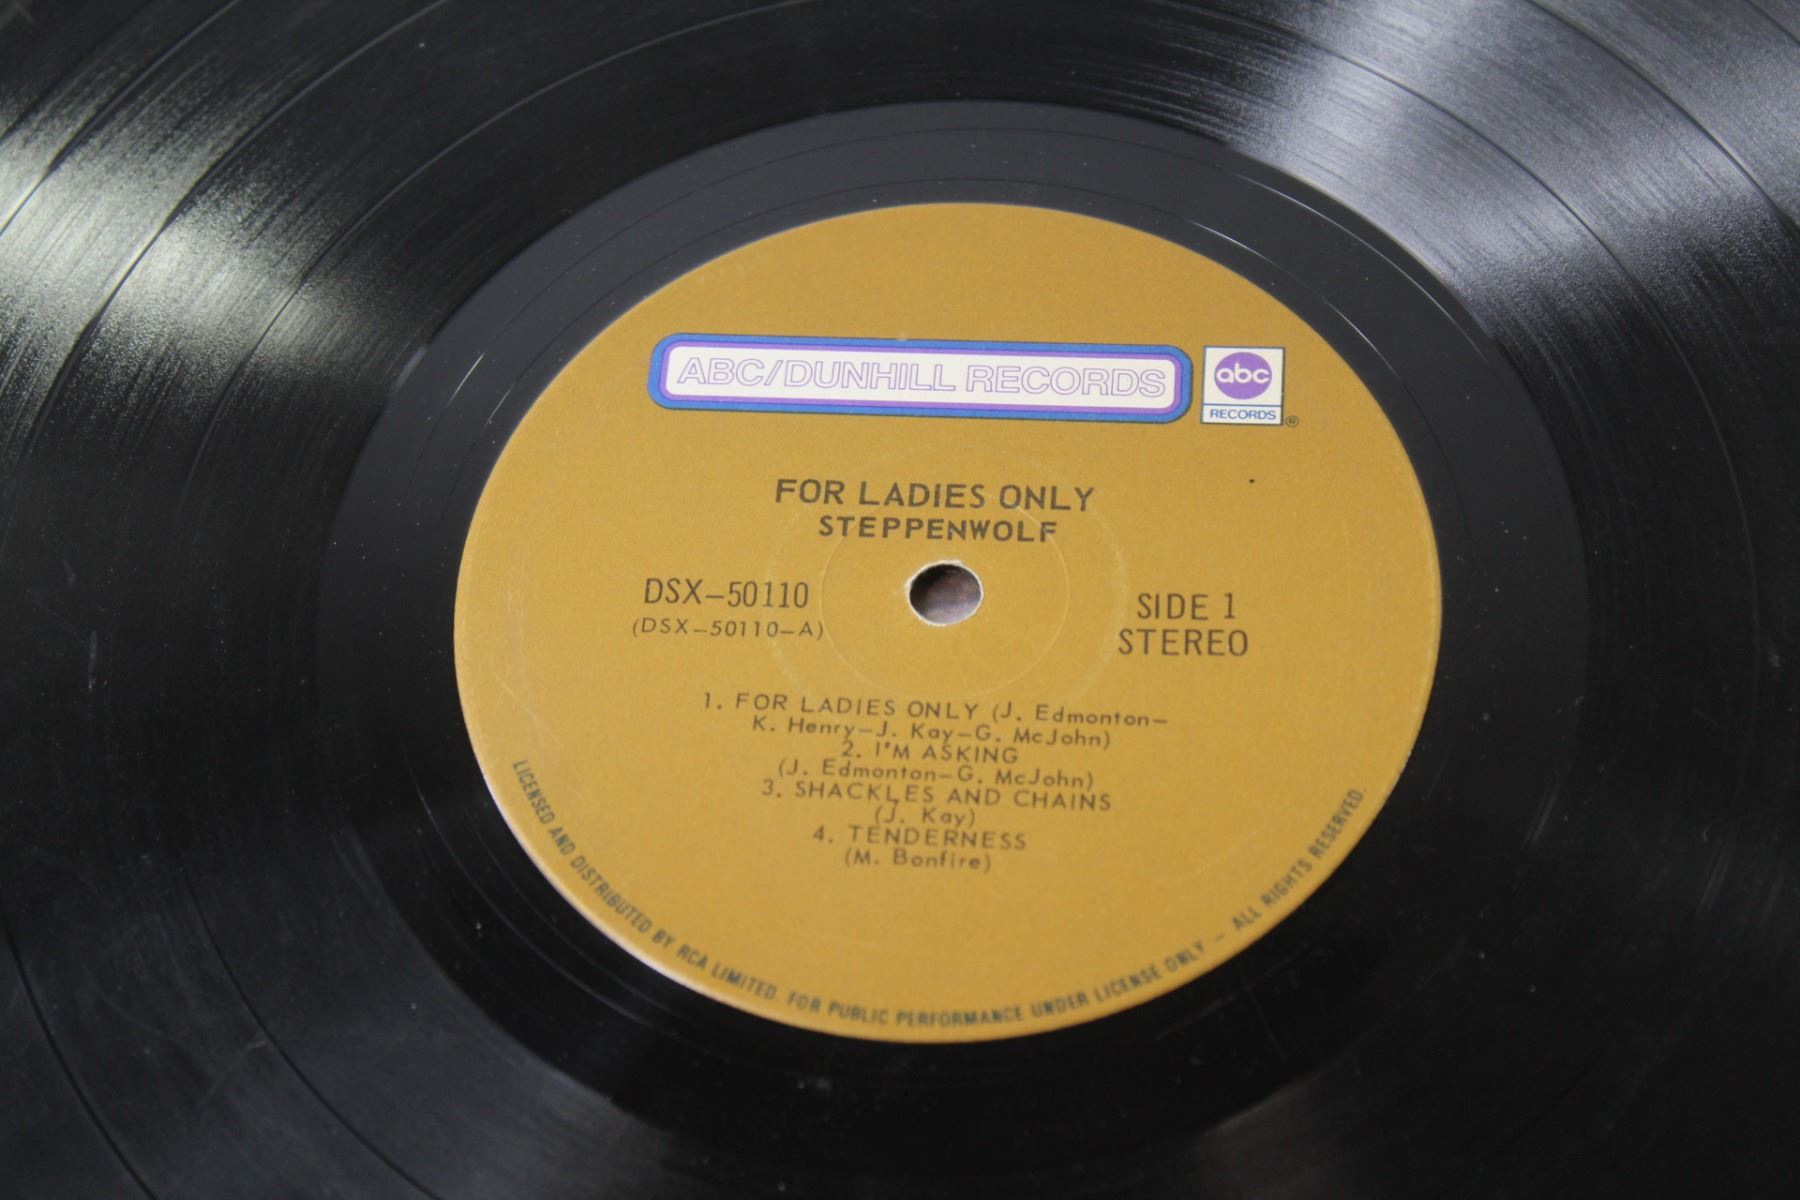 ABC/DUNHILL RECORDS
abc
RECORDS ®
FOR LADIES ONLY
STEPPENWOLF
DSX-50110
(DSX-50110-A)
SIDE 1
STEREO
1. FOR LADIES ONLY (J. Edmonton-
K. Henry-J. Kay-G. McJohn)
2. I'M ASKING
(J. Edmonton-G. McJohn)
3. SHACKLES AND CHAINS
(J. Kay)
4. TENDERNESS
(M. Bonfire)
LICENSED AND DISTRIBUTED BY RCA LIMITED. FOR PUBLIC PERFORMANCE UNDER LICENSE ONLY - ALL RIGHTS RESERVED.